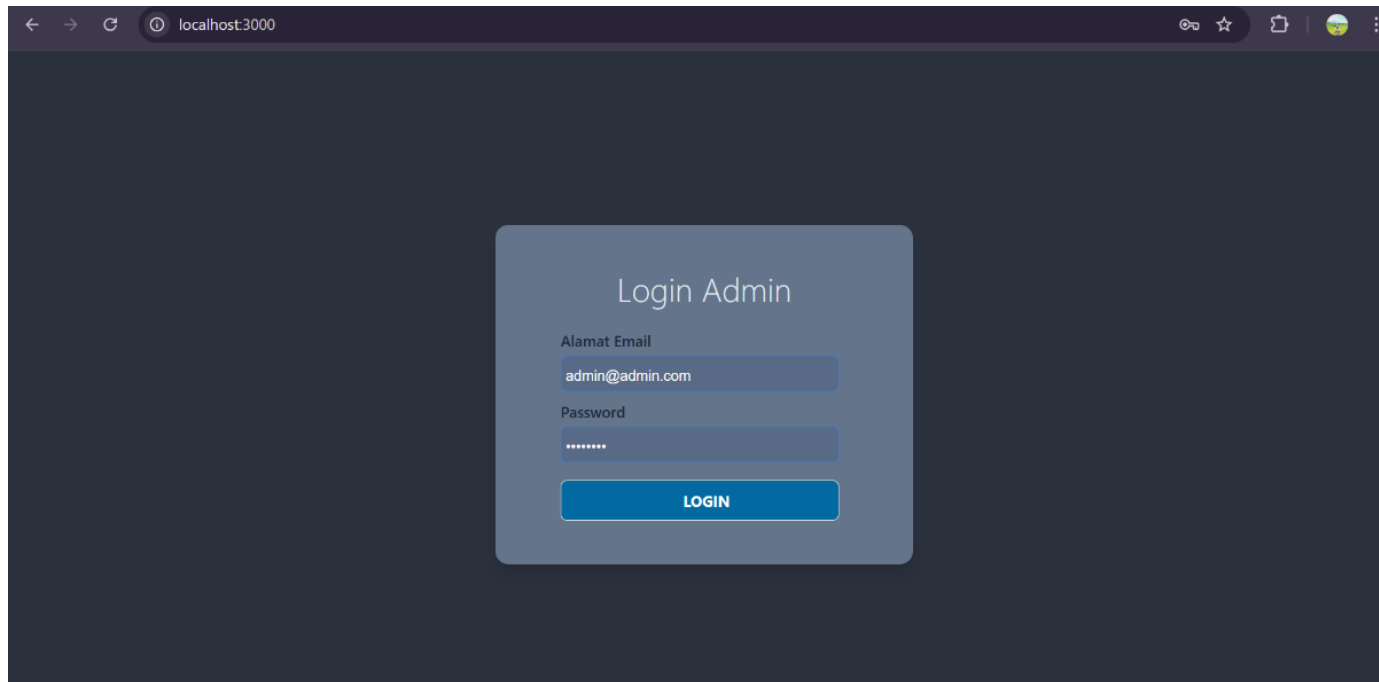 localhost:3000
Login Admin
Alamat Email
admin@admin.com
Password
••••••••
LOGIN